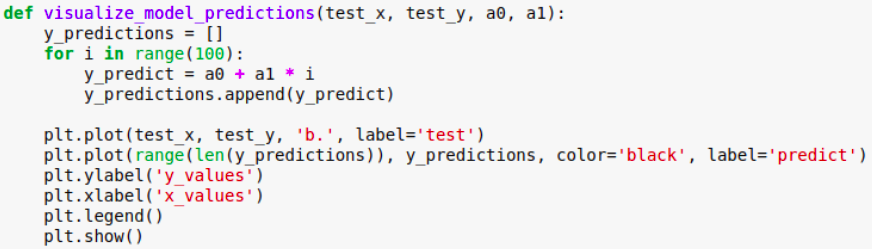 def visualize_model_predictions(test_x, test_y, a0, a1):
    y_predictions = []
    for i in range(100):
        y_predict = a0 + a1 * i
        y_predictions.append(y_predict)

    plt.plot(test_x, test_y, 'b.', label='test')
    plt.plot(range(len(y_predictions)), y_predictions, color='black', label='predict')
    plt.ylabel('y_values')
    plt.xlabel('x_values')
    plt.legend()
    plt.show()